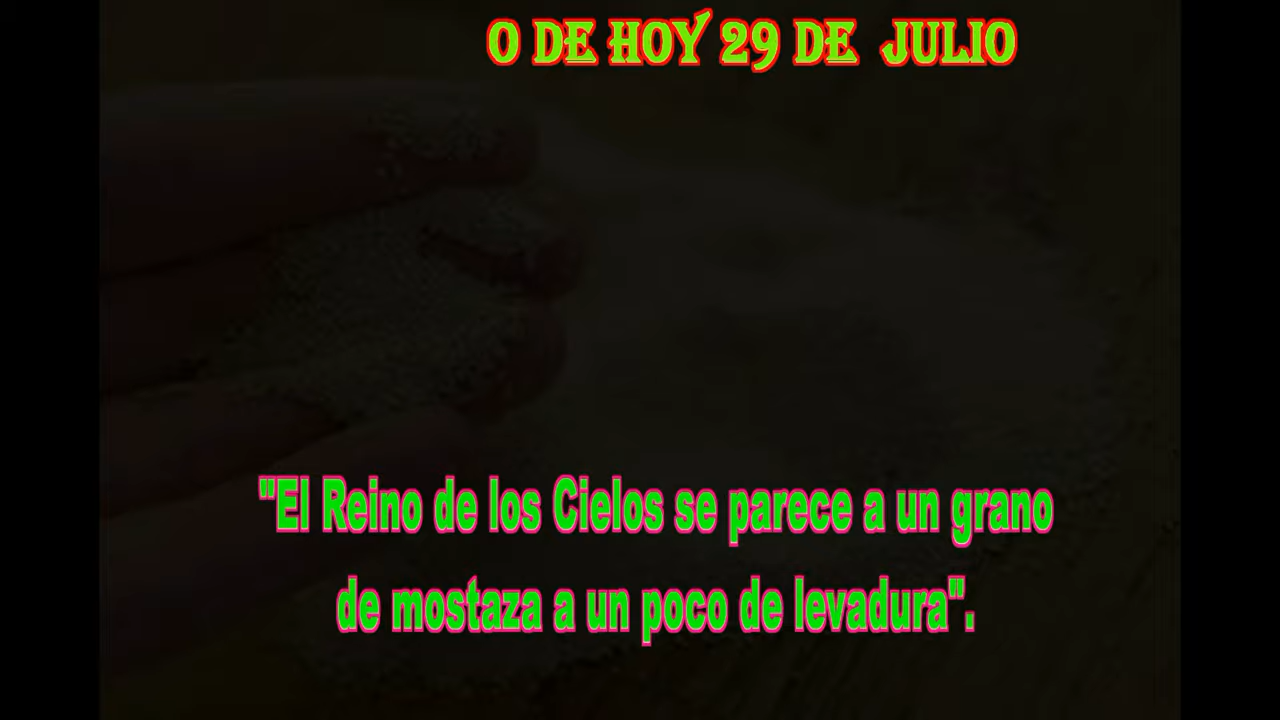 O DE HOY 29 DE JULIO
"El Reino de los Cielos se parece a un grano
de mostaza a un poco de levadura".